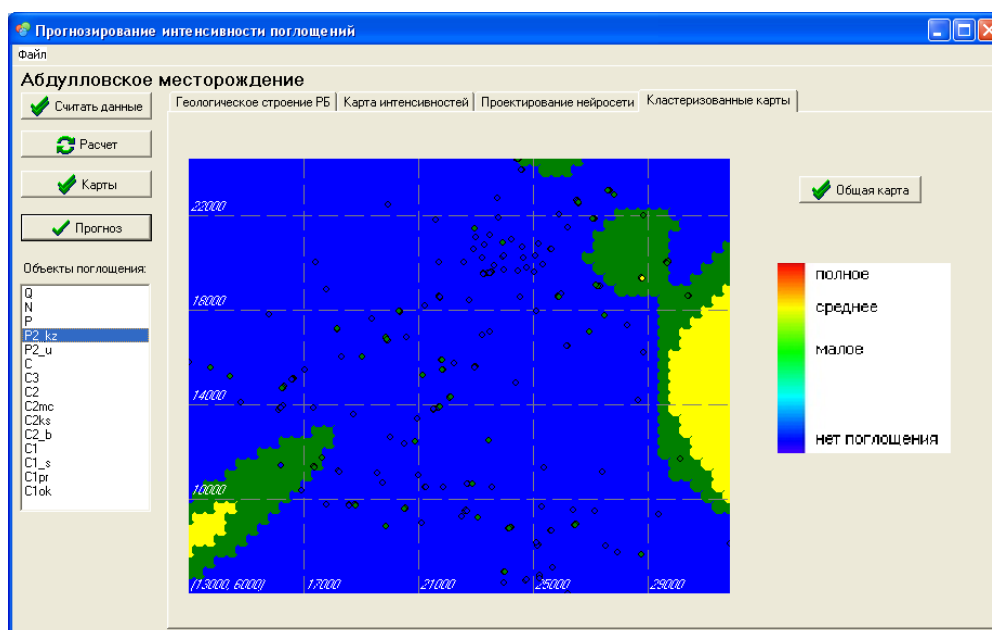 Прогнозирование интенсивности поглощений
Файл
Абдулловское месторождение
Считать данные
Расчет
Карты
Прогноз
Объекты поглощения:
Q
N
P
P2_kz
P2_u
C
C3
C2
C2mc
C2ks
C2_b
C1
C1_s
C1pr
C1ok
Геологическое строение РБ
Карта интенсивностей
Проектирование нейросети
Кластеризованные карты
22000
18000
14000
10000
(13000, 6000)
17000
21000
25000
29000
Общая карта
полное
среднее
малое
нет поглощения